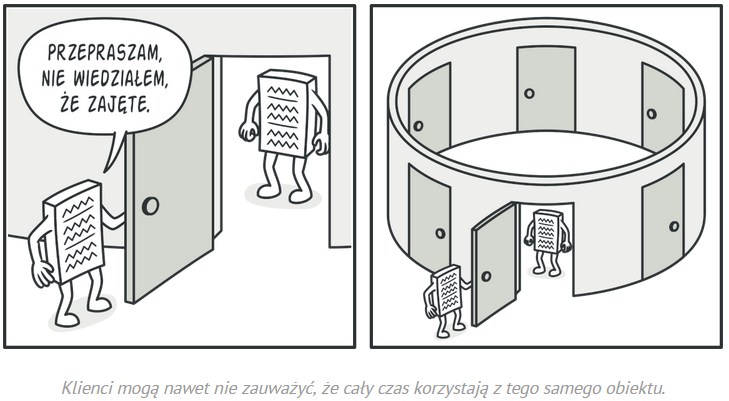 PRZEPRASZAM,
NIE WIEDZIAŁEM,
ŻE ZAJĘTE.
Klienci mogą nawet nie zauważyć, że cały czas korzystają z tego samego obiektu.